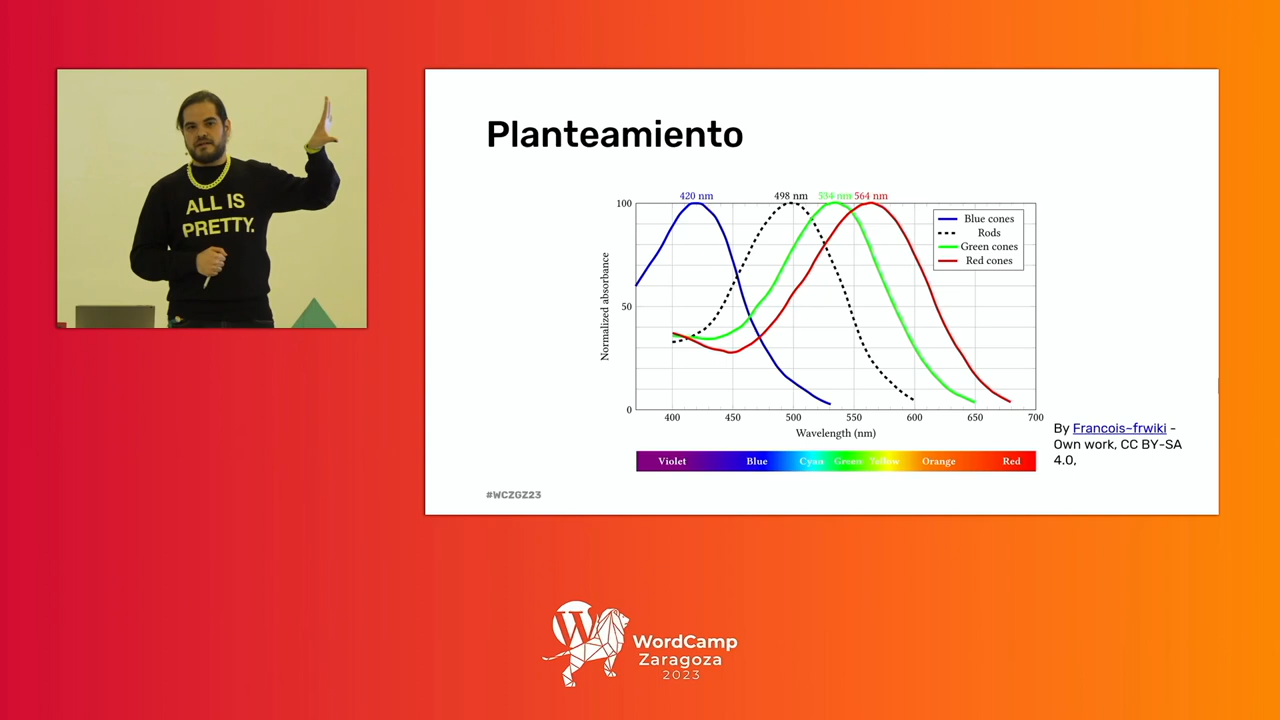 ALL IS
PRETTY.
Planteamiento
420 nm
498 nm
534 nm
564 nm
100
50
0
Normalized absorbance
Blue cones
Rods
Green cones
Red cones
400
450
500
550
600
650
700
Wavelength (nm)
Violet
Blue
Cyan
Green
Yellow
Orange
Red
By Francois-frwiki -
Own work, CC BY-SA
4.0,
#WCZGZ23
W
WordCamp
Zaragoza
2023